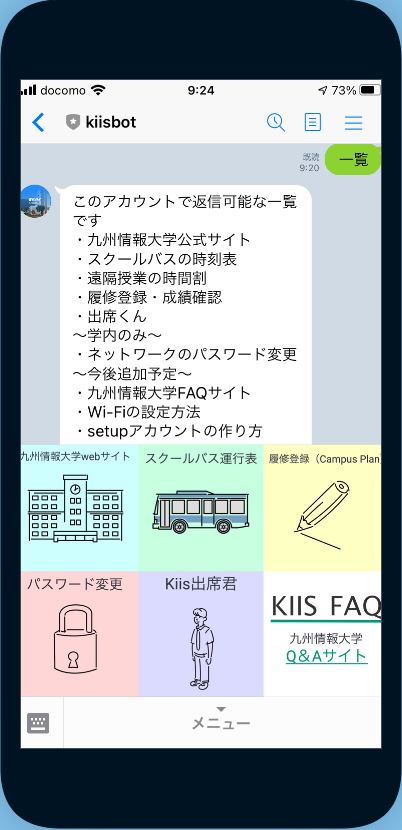 docomo 9:24 73%
kiisbot
既読
9:20
一覧
このアカウントで返信可能な一覧
です
・九州情報大学公式サイト
・スクールバスの時刻表
・遠隔授業の時間割
・履修登録・成績確認
・出席くん
〜学内のみ〜
・ネットワークのパスワード変更
〜今後追加予定〜
・九州情報大学FAQサイト
・Wi-Fiの設定方法
・setupアカウントの作り方
九州情報大学webサイト
スクールバス運行表
履修登録（Campus Plan）
パスワード変更
Kiis出席君
KIIS FAQ
九州情報大学
Q＆Aサイト
メニュー